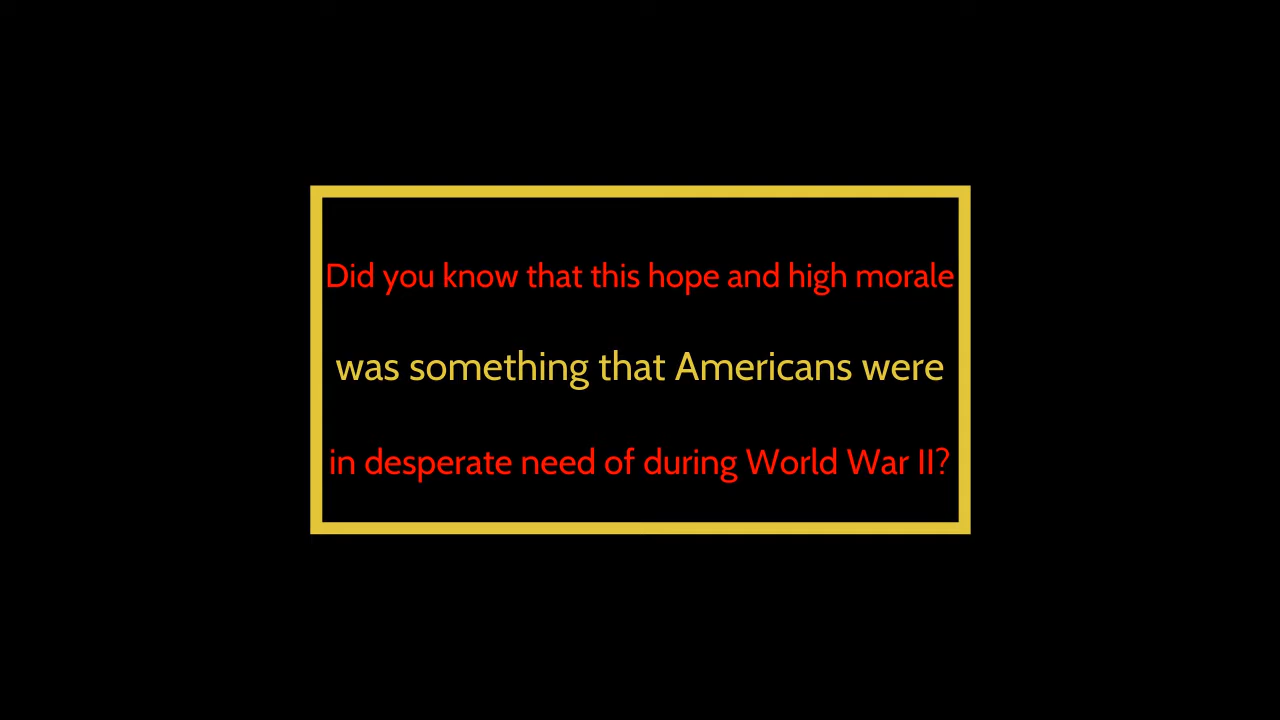 Did you know that this hope and high morale
was something that Americans were
in desperate need of during World War II?